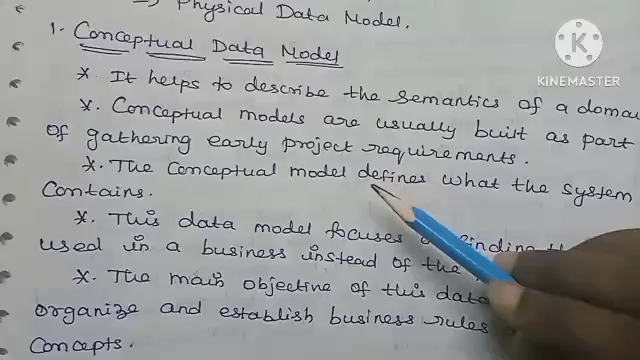 ⇒ Physical Data Model.
1. Conceptual Data Model
* It helps to describe the semantics of a doma
* Conceptual models are usually built as part
of gathering early project requirements.
* The conceptual model defines what the system
contains.
* This data model focuses finding
used in a business instead of the
* The main objective of this data
organize and establish business rules
concepts.
K
KINEMASTER